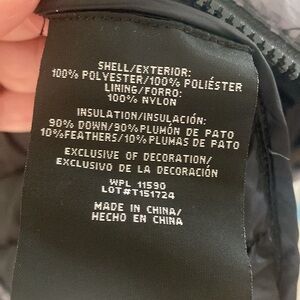 SHELL/EXTERIOR:
100% POLYESTER/100% POLIÉSTER
LINING/FORRO:
100% NYLON
INSULATION/INSULACIÓN:
90% DOWN/90%PLUMÓN DE PATO
10%FEATHERS/10% PLUMAS DE PATO
EXCLUSIVE OF DECORATION/
EXCLUSIVO DE LA DECORACIÓN
WPL 11590
LOT#T151724
MADE IN CHINA/
HECHO EN CHINA